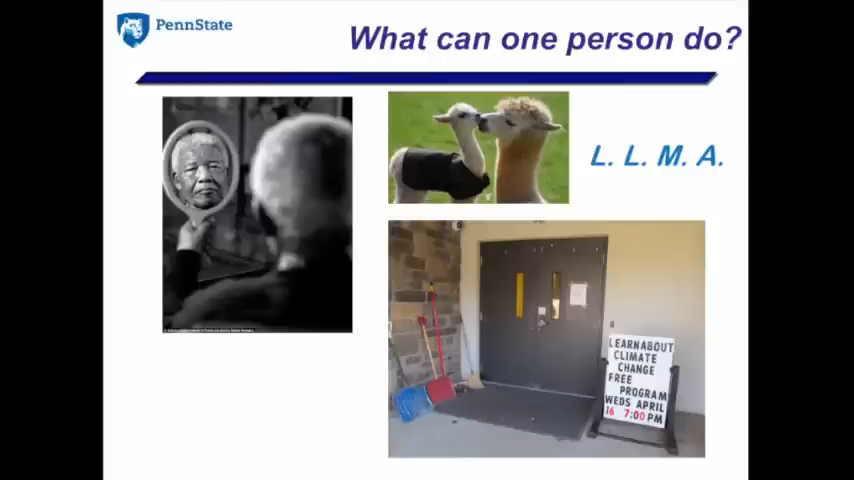 PennState
What can one person do?
L. L. M. A.
LEARNABOUT
CLIMATE
CHANGE
FREE
PROGRAM
WEDS APRIL
16 7:00 PM